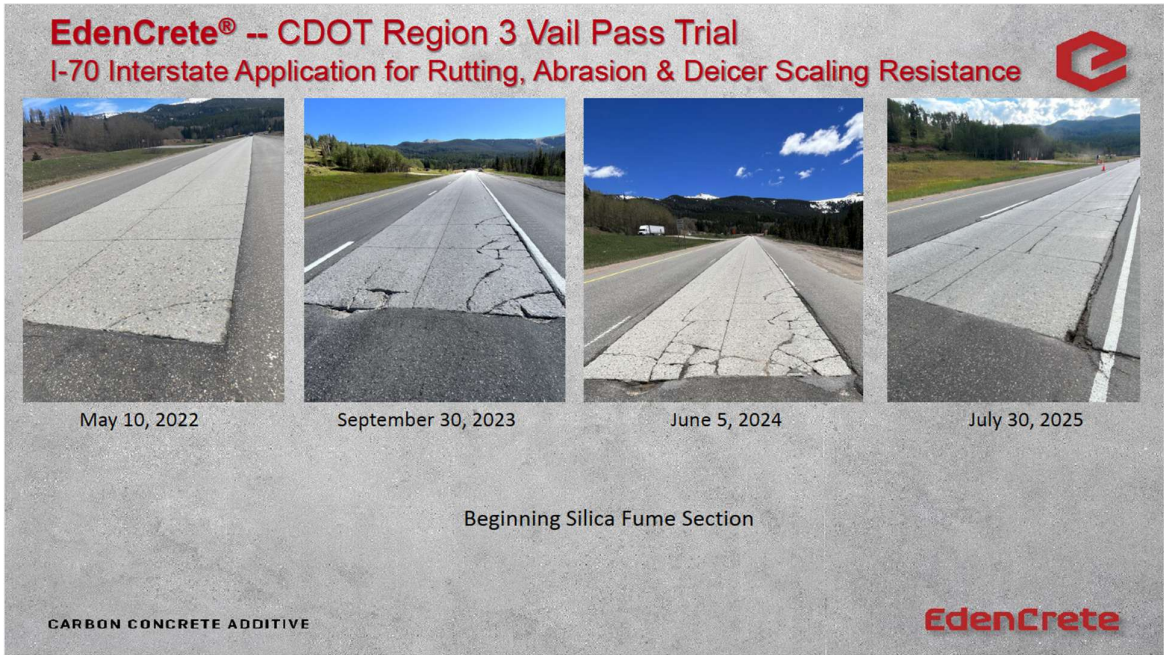 EdenCrete® -- CDOT Region 3 Vail Pass Trial
I-70 Interstate Application for Rutting, Abrasion & Deicer Scaling Resistance
May 10, 2022
September 30, 2023
June 5, 2024
July 30, 2025
Beginning Silica Fume Section
CARBON CONCRETE ADDITIVE
EdenCrete